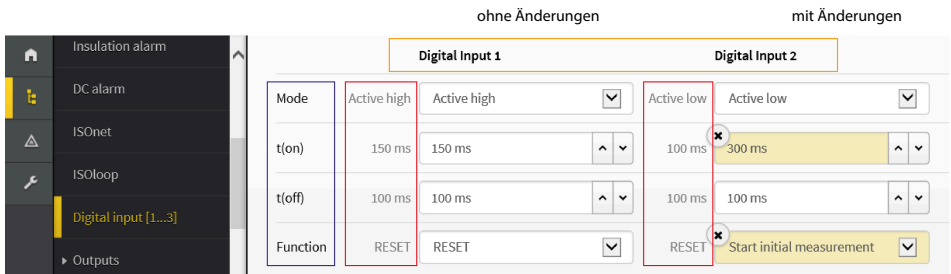 ohne Änderungen mit Änderungen
Insulation alarm
DC alarm
ISOnet
ISOloop
Digital input [1...3]
Outputs
Digital Input 1 Digital Input 2
Mode Active high Active high Active low Active low
t(on) 150 ms 150 ms 100 ms 300 ms
t(off) 100 ms 100 ms 100 ms 100 ms
Function RESET RESET RESET Start initial measurement